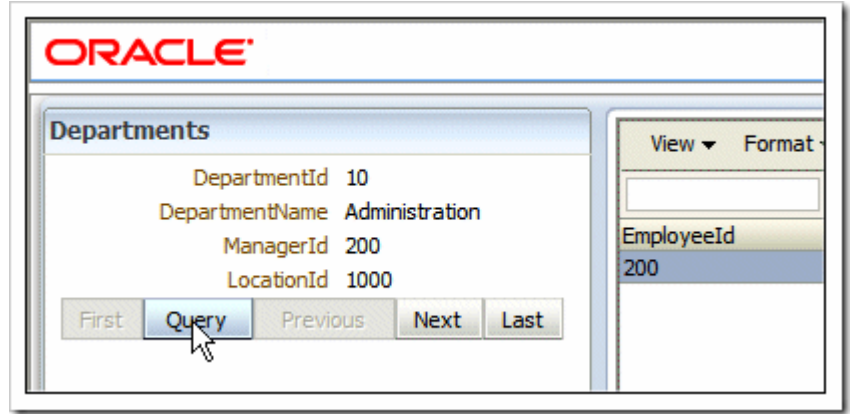 ORACLE
Departments
DepartmentId 10
DepartmentName Administration
ManagerId 200
LocationId 1000
First Query Previous Next Last
View Format
EmployeeId
200